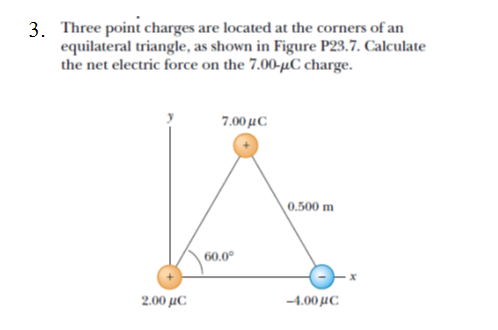 3. Three point charges are located at the corners of an
equilateral triangle, as shown in Figure P23.7. Calculate
the net electric force on the 7.00-μC charge.
y
7.00 μC
+
0.500 m
60.0°
+
–
x
2.00 μC
–4.00 μC